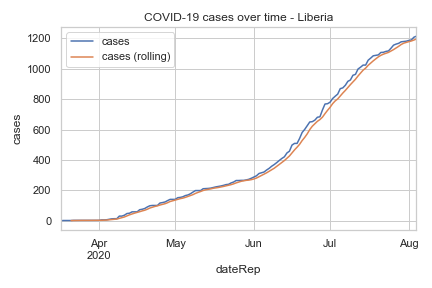 COVID-19 cases over time - Liberia
cases
cases (rolling)
1200
1000
800
600
400
200
0
cases
Apr
2020
May
Jun
Jul
Aug
dateRep